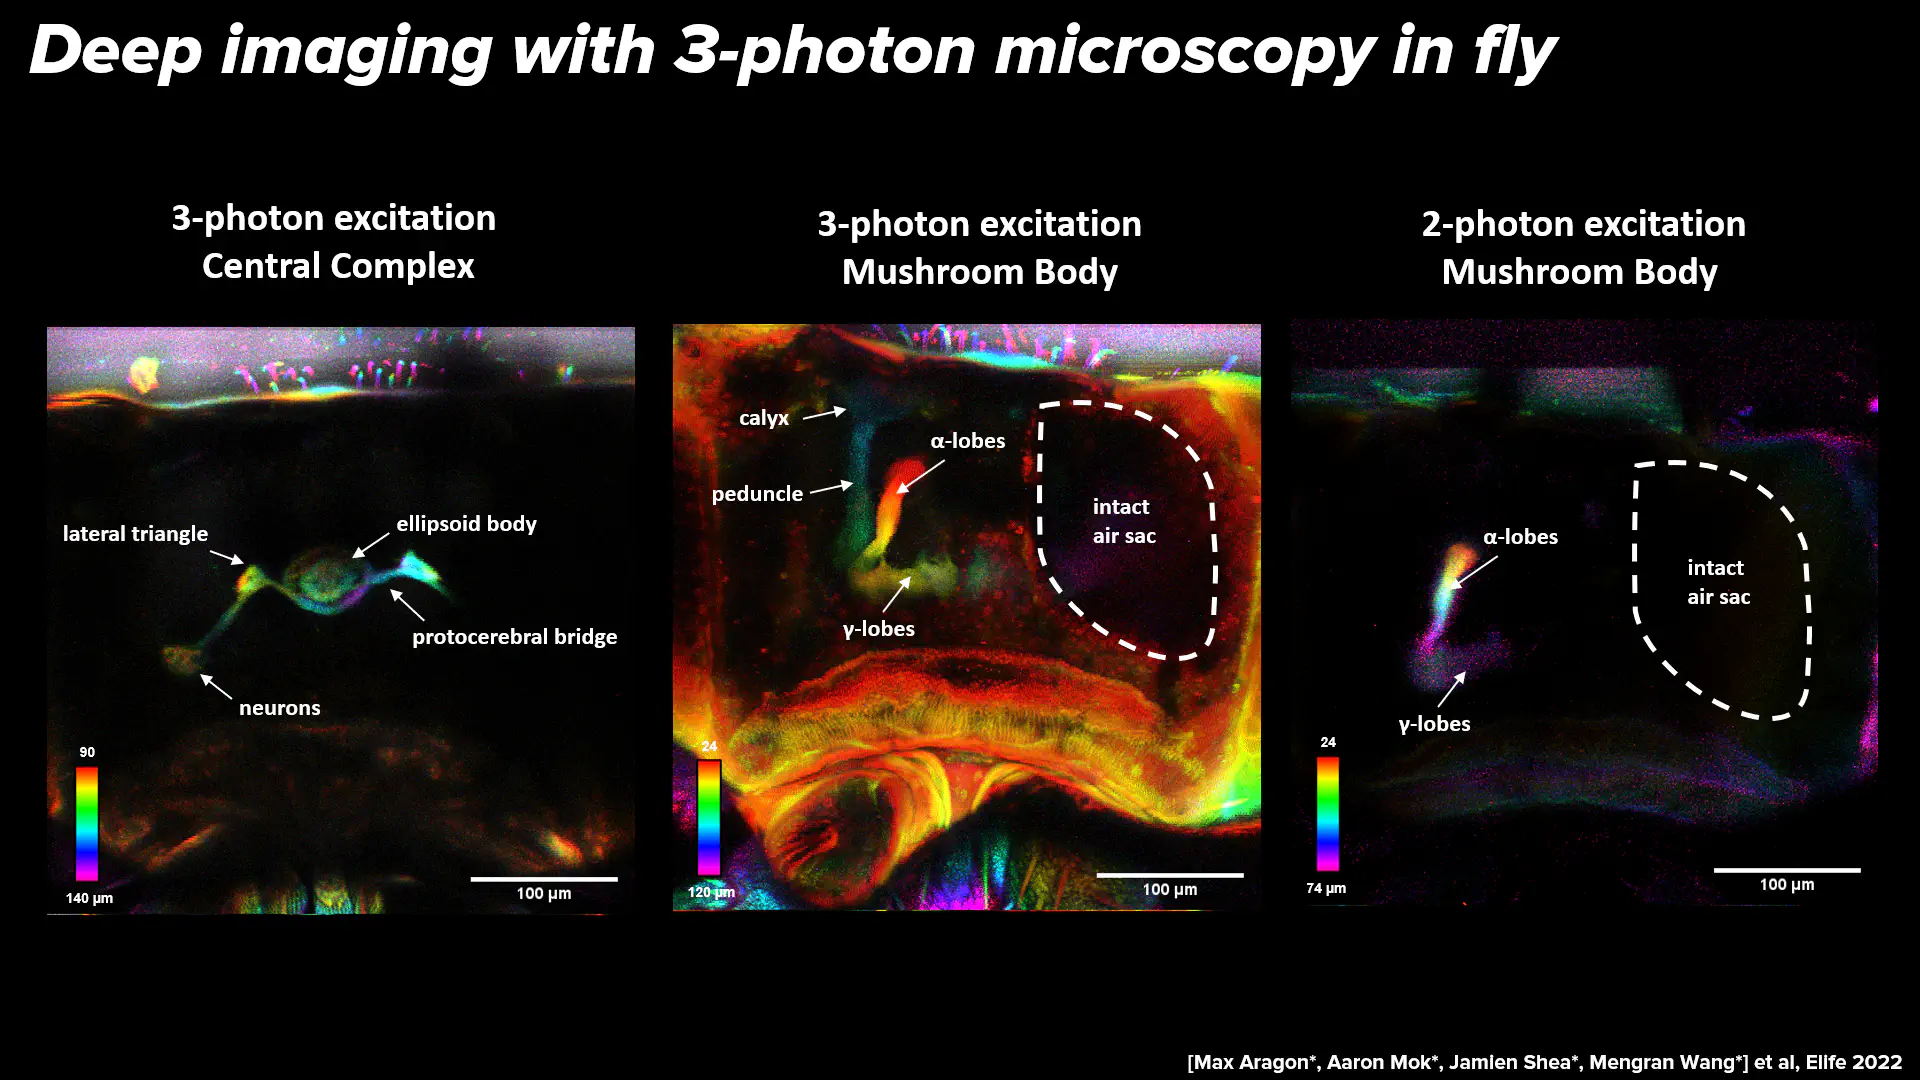 Deep imaging with 3-photon microscopy in fly
3-photon excitation
Central Complex
lateral triangle
ellipsoid body
protocerebral bridge
neurons
90
140 µm
100 µm
3-photon excitation
Mushroom Body
calyx
α-lobes
peduncle
intact
air sac
γ-lobes
24
120 µm
100 µm
2-photon excitation
Mushroom Body
α-lobes
intact
air sac
γ-lobes
24
74 µm
100 µm
[Max Aragon*, Aaron Mok*, Jamien Shea*, Mengran Wang*] et al, Elife 2022